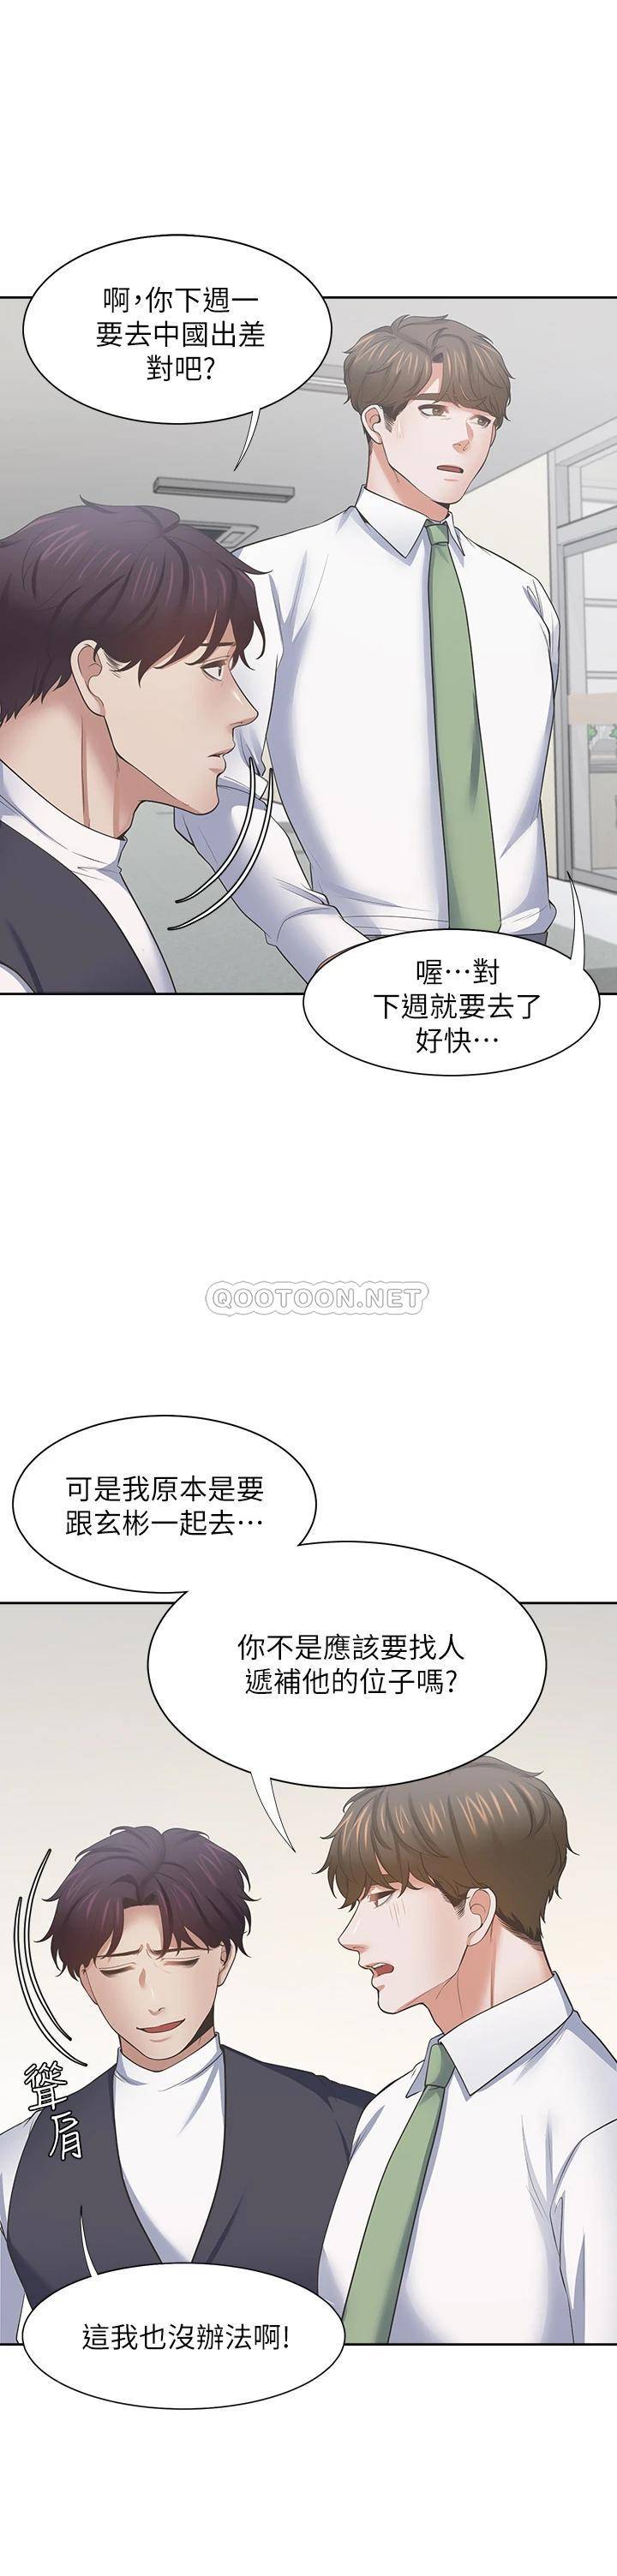 啊,你下週一
要去中國出差
對吧?
喔…對
下週就要去了
好快…
QOOTOON.NET
可是我原本是要
跟玄彬一起去…
你不是應該要找人
遞補他的位子嗎?
聳肩
這我也沒辦法啊!